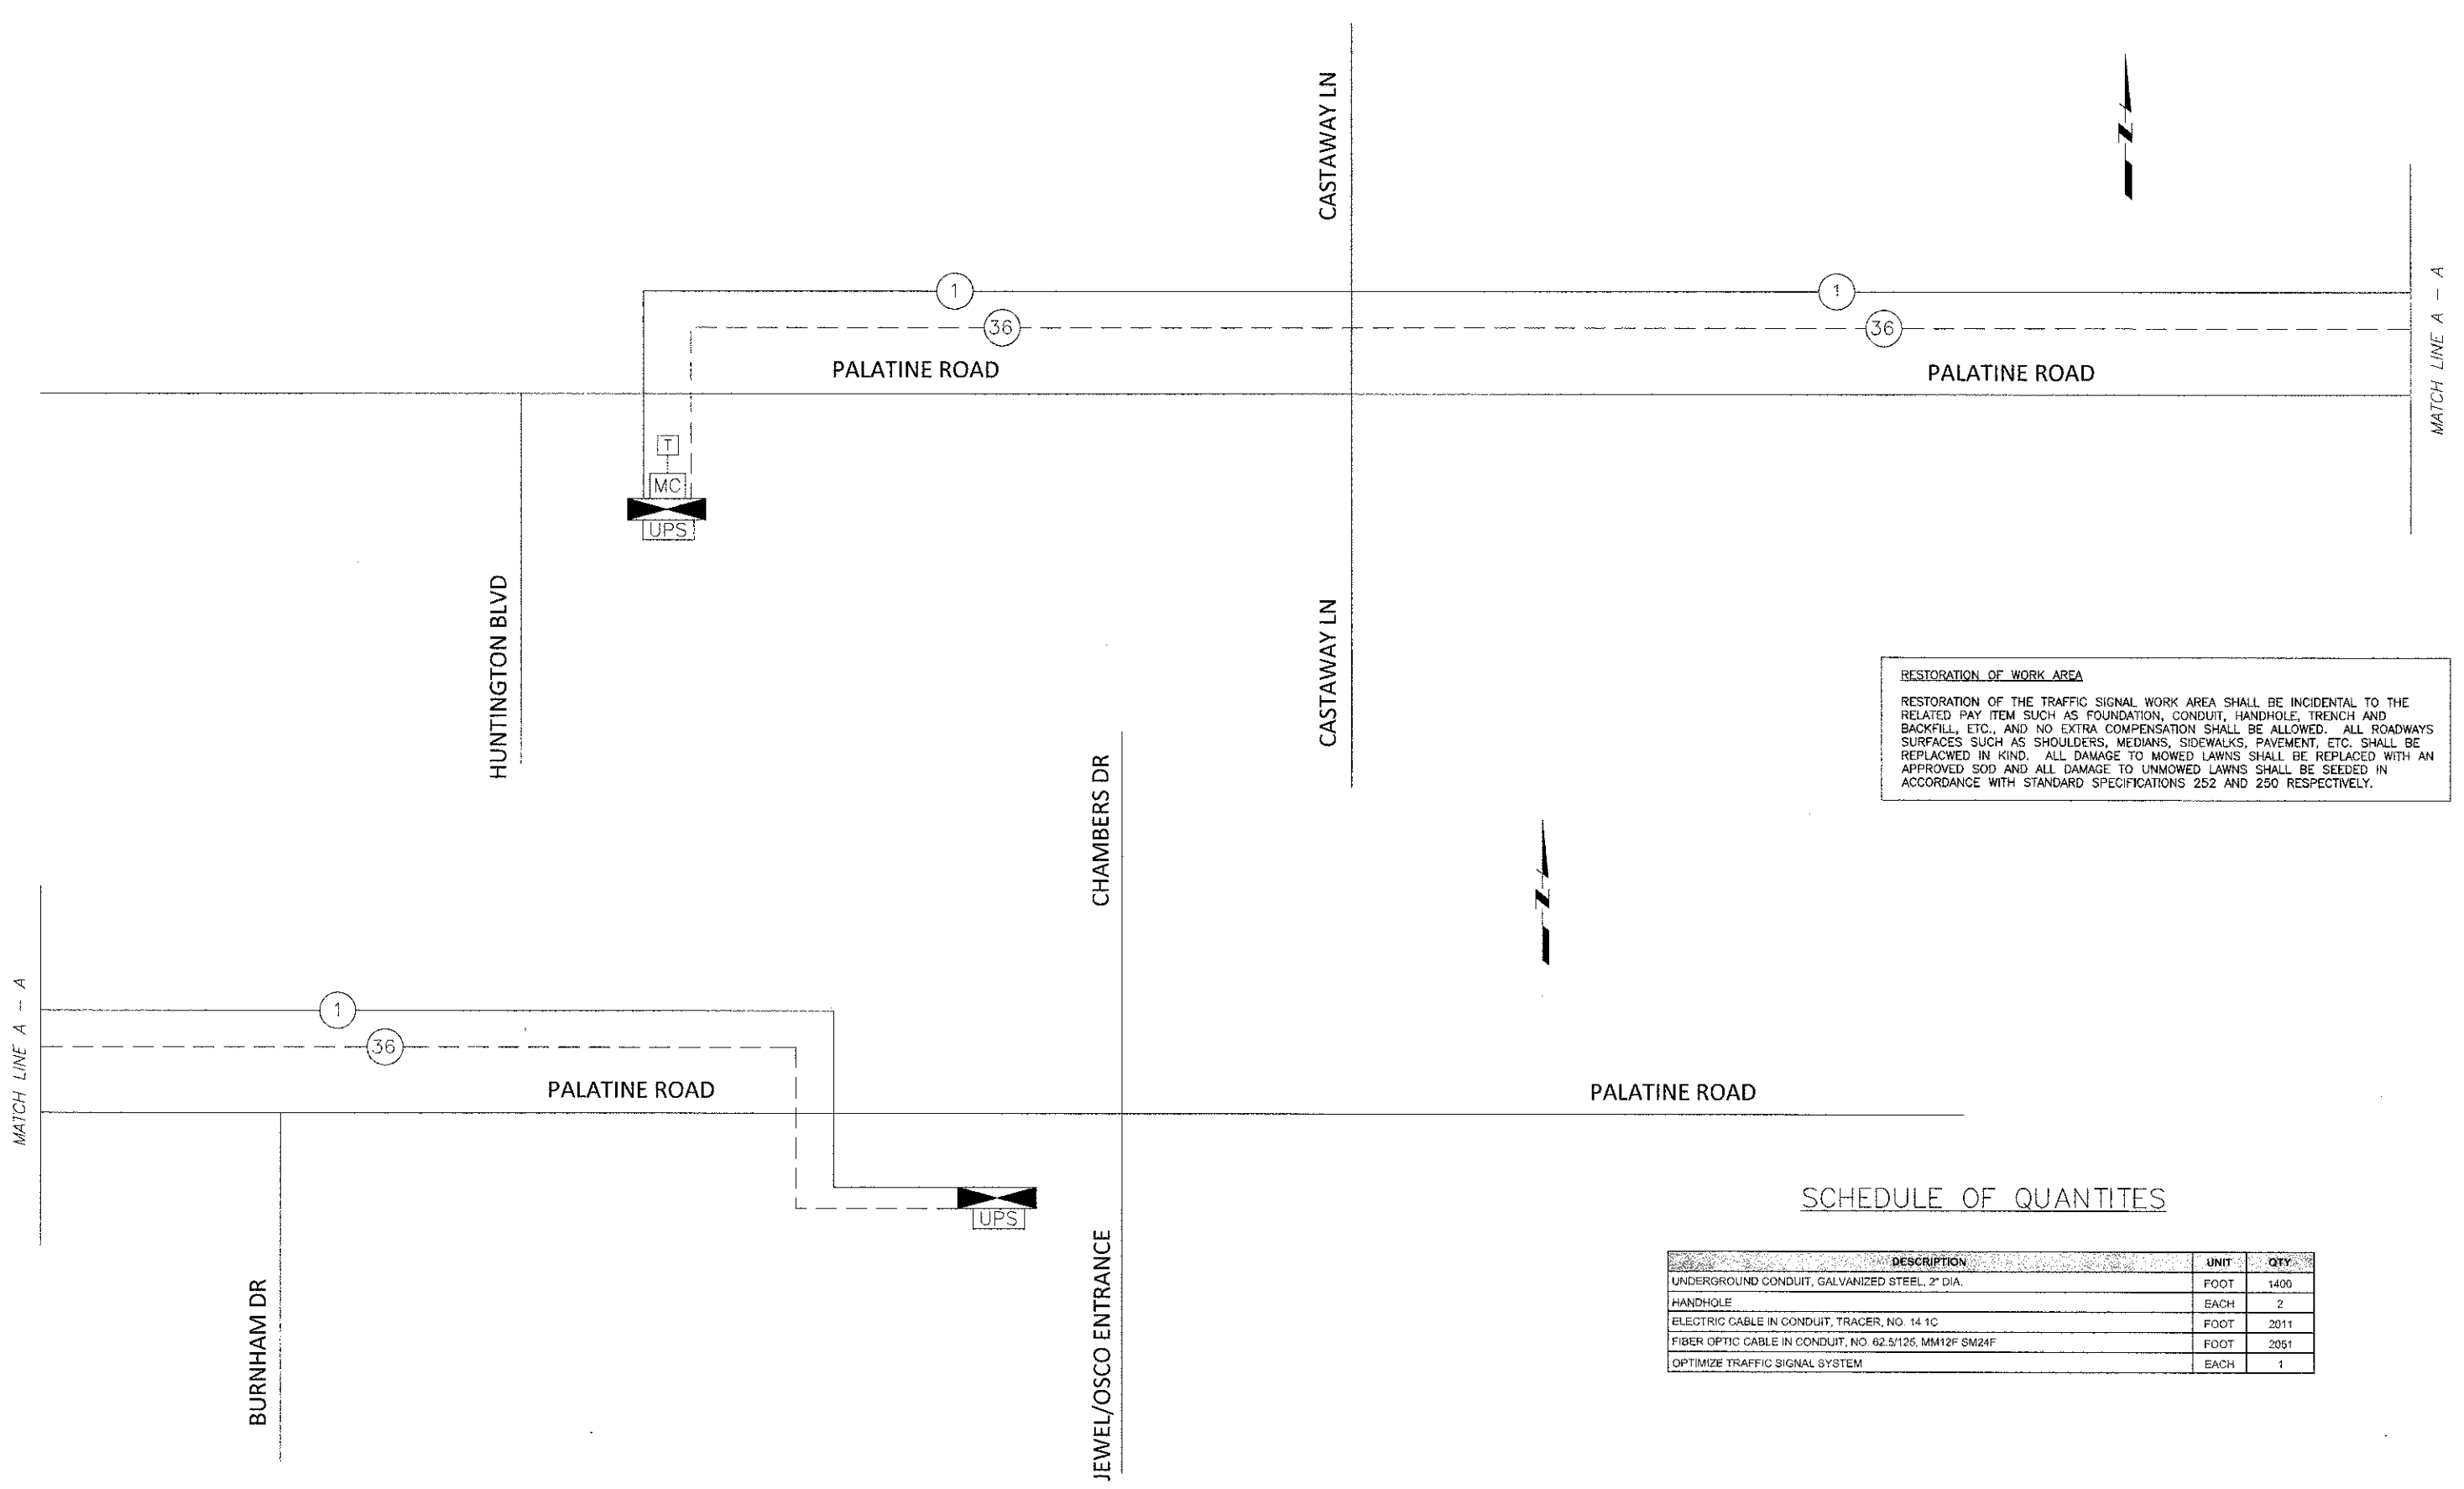 CASTAWAY LN
N
1
1
36
36
MATCH LINE A - A
PALATINE ROAD
PALATINE ROAD
T
MC
UPS
HUNTINGTON BLVD
CASTAWAY LN
RESTORATION OF WORK AREA
RESTORATION OF THE TRAFFIC SIGNAL WORK AREA SHALL BE INCIDENTAL TO THE
RELATED PAY ITEM SUCH AS FOUNDATION, CONDUIT, HANDHOLE, TRENCH AND
BACKFILL, ETC., AND NO EXTRA COMPENSATION SHALL BE ALLOWED. ALL ROADWAYS
SURFACES SUCH AS SHOULDERS, MEDIANS, SIDEWALKS, PAVEMENT, ETC. SHALL BE
REPLACWED IN KIND. ALL DAMAGE TO MOWED LAWNS SHALL BE REPLACED WITH AN
APPROVED SOD AND ALL DAMAGE TO UNMOWED LAWNS SHALL BE SEEDED IN
ACCORDANCE WITH STANDARD SPECIFICATIONS 252 AND 250 RESPECTIVELY.
CHAMBERS DR
N
MATCH LINE A - A
1
36
PALATINE ROAD
PALATINE ROAD
UPS
BURNHAM DR
JEWEL/OSCO ENTRANCE
SCHEDULE OF QUANTITES
DESCRIPTION UNIT QTY
UNDERGROUND CONDUIT, GALVANIZED STEEL, 2" DIA. FOOT 1400
HANDHOLE EACH 2
ELECTRIC CABLE IN CONDUIT, TRACER, NO. 14 1C FOOT 2011
FIBER OPTIC CABLE IN CONDUIT, NO. 62.5/125, MM12F SM24F FOOT 2051
OPTIMIZE TRAFFIC SIGNAL SYSTEM EACH 1